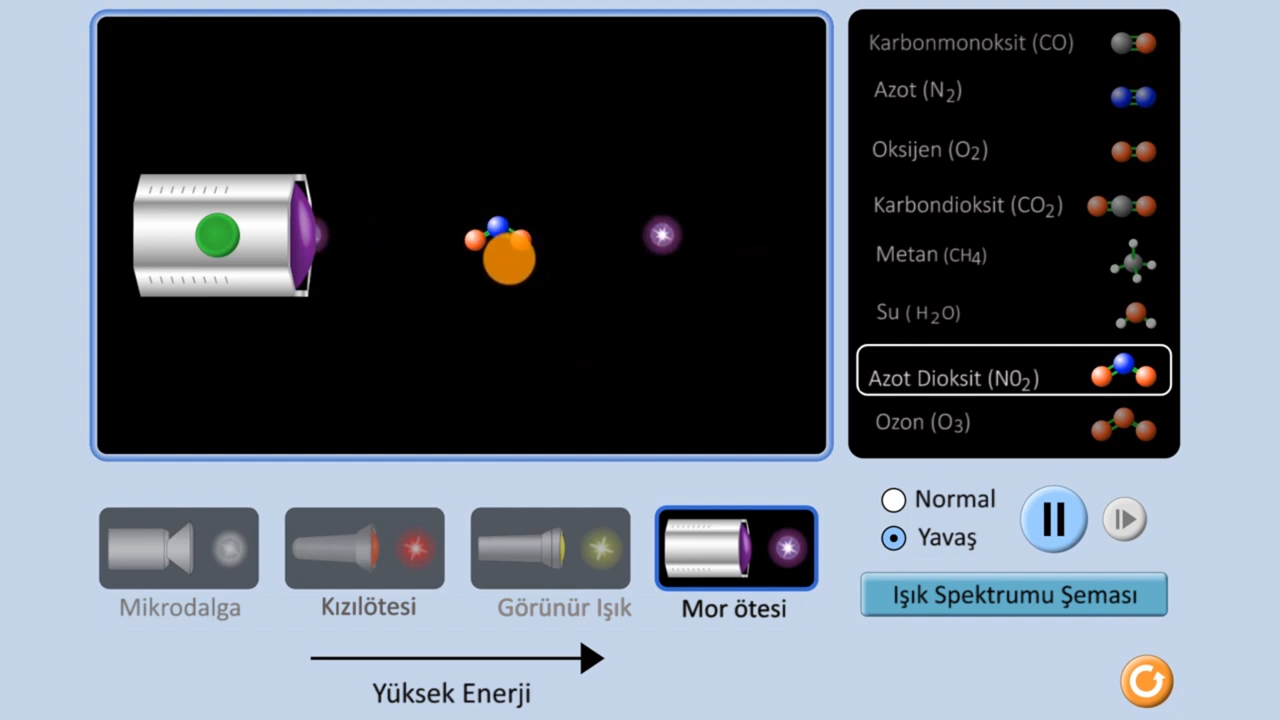 Karbonmonoksit (CO)
Azot (N₂)
Oksijen (O₂)
Karbondioksit (CO₂)
Metan (CH₄)
Su ( H₂O)
Azot Dioksit (N0₂)
Ozon (O₃)
Normal
Yavaş
Işık Spektrumu Şeması
Mikrodalga
Kızılötesi
Görünür Işık
Mor ötesi
Yüksek Enerji